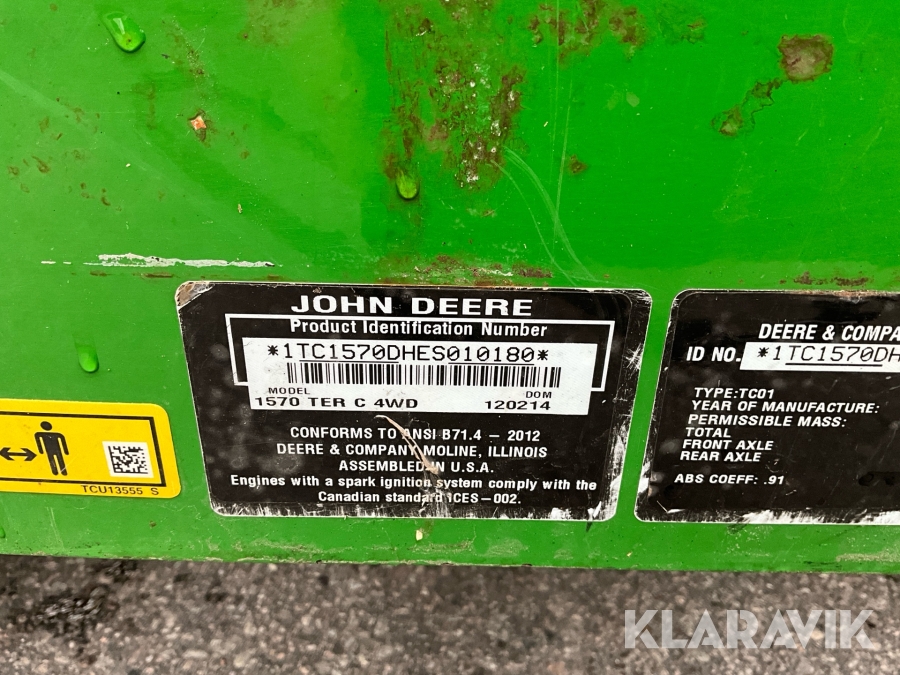 JOHN DEERE
Product Identification Number
*1TC1570DHES010180*
MODEL DOM
1570 TER C 4WD 120214
CONFORMS TO ANSI B71.4 – 2012
DEERE & COMPANY MOLINE, ILLINOIS
ASSEMBLED IN U.S.A.
Engines with a spark ignition system comply with the
Canadian standard ICES–002.
DEERE & COMPA
ID NO. *1TC1570DH
TYPE:TC01
YEAR OF MANUFACTURE:
PERMISSIBLE MASS:
TOTAL
FRONT AXLE
REAR AXLE
ABS COEFF: .91
TCU13555 S
KLARAVIK